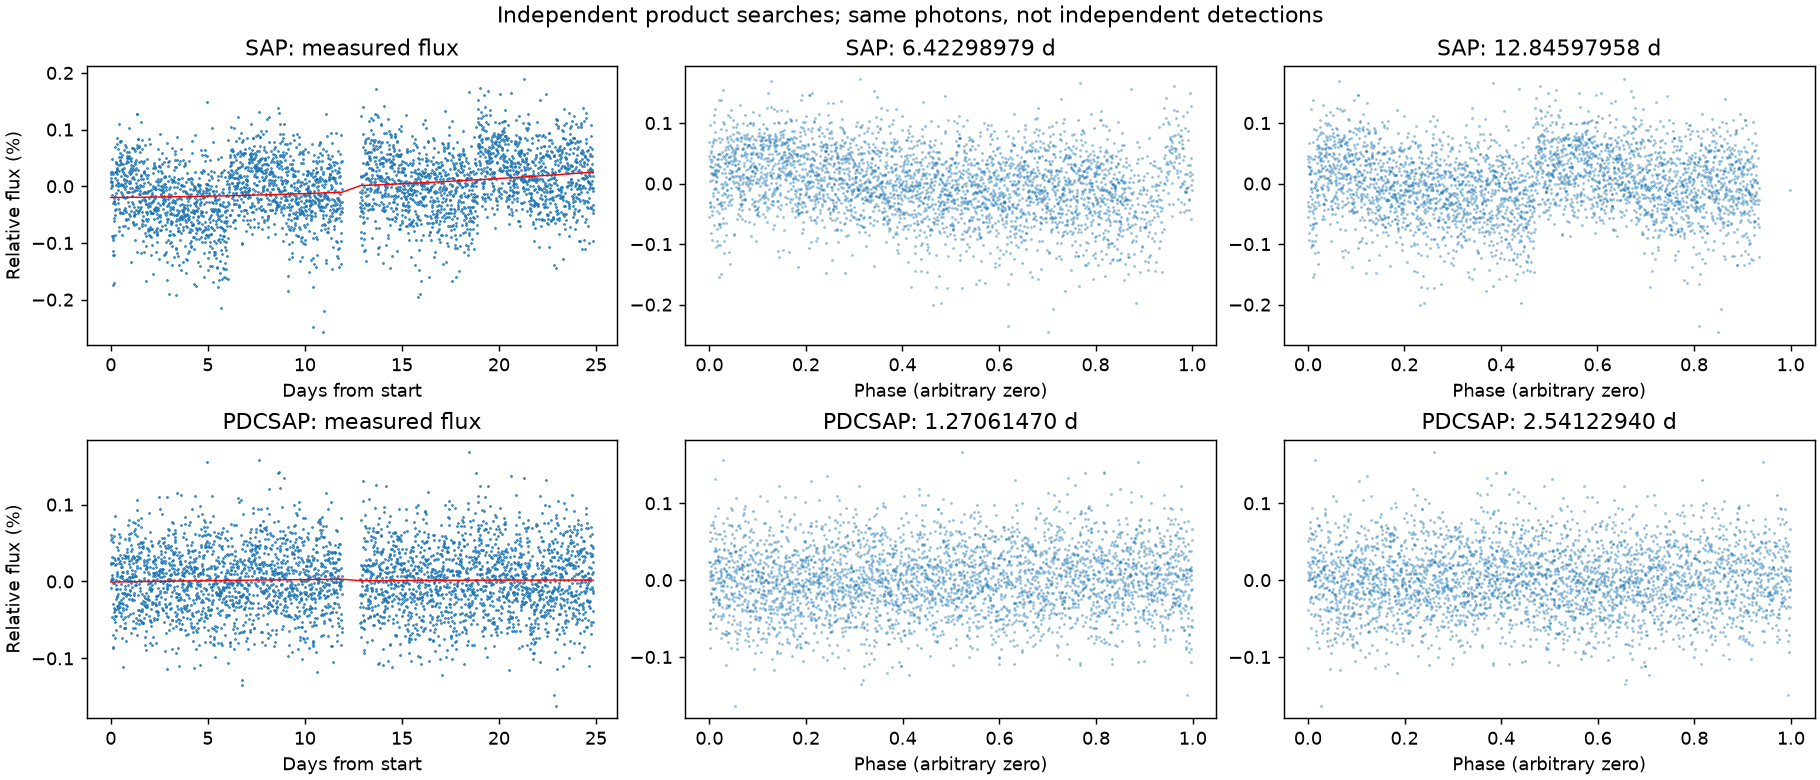 Independent product searches; same photons, not independent detections
SAP: measured flux
SAP: 6.42298979 d
SAP: 12.84597958 d
Relative flux (%)
0.2
0.1
0.0
−0.1
−0.2
0 5 10 15 20 25
Days from start
0.1
0.0
−0.1
−0.2
0.0 0.2 0.4 0.6 0.8 1.0
Phase (arbitrary zero)
0.1
0.0
−0.1
−0.2
0.0 0.2 0.4 0.6 0.8 1.0
Phase (arbitrary zero)
PDCSAP: measured flux
PDCSAP: 1.27061470 d
PDCSAP: 2.54122940 d
Relative flux (%)
0.1
0.0
−0.1
0 5 10 15 20 25
Days from start
0.1
0.0
−0.1
0.0 0.2 0.4 0.6 0.8 1.0
Phase (arbitrary zero)
0.1
0.0
−0.1
0.0 0.2 0.4 0.6 0.8 1.0
Phase (arbitrary zero)